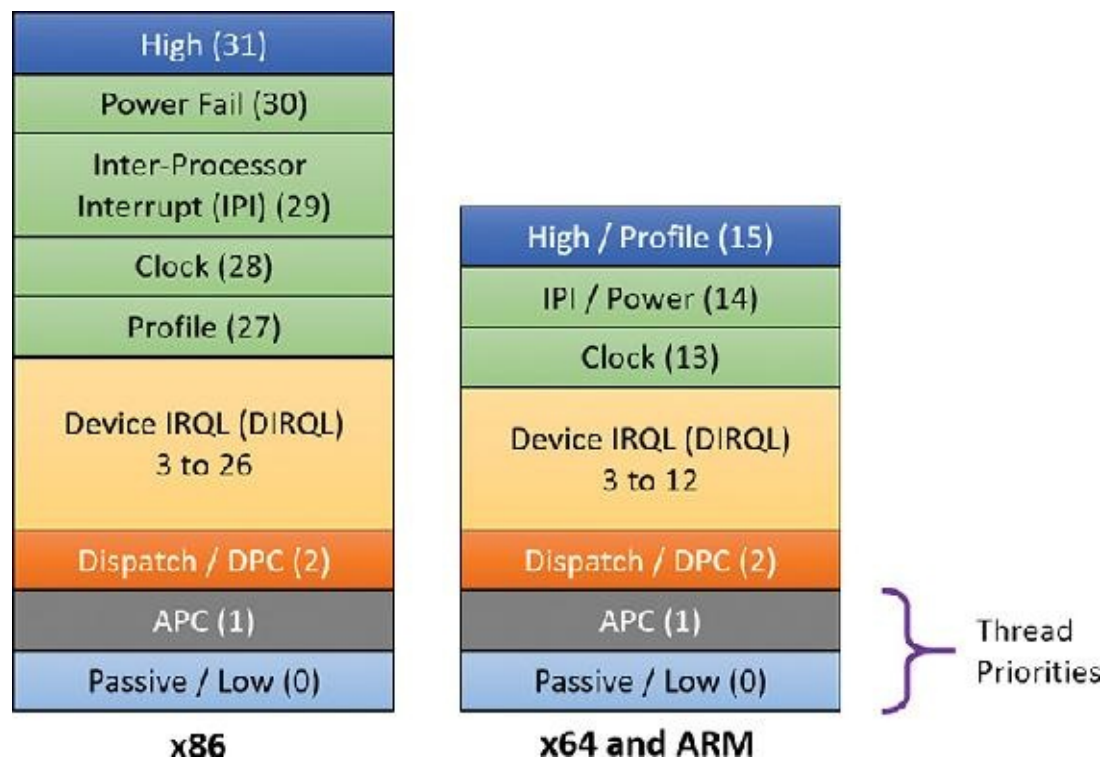 High (31)
Power Fail (30)
Inter-Processor
Interrupt (IPI) (29)
Clock (28)
Profile (27)
Device IRQL (DIRQL)
3 to 26
Dispatch / DPC (2)
APC (1)
Passive / Low (0)
x86
High / Profile (15)
IPI / Power (14)
Clock (13)
Device IRQL (DIRQL)
3 to 12
Dispatch / DPC (2)
APC (1)
Passive / Low (0)
x64 and ARM
Thread
Priorities